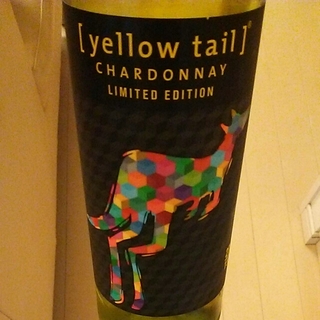 [yellow tail]®
CHARDONNAY
LIMITED EDITION